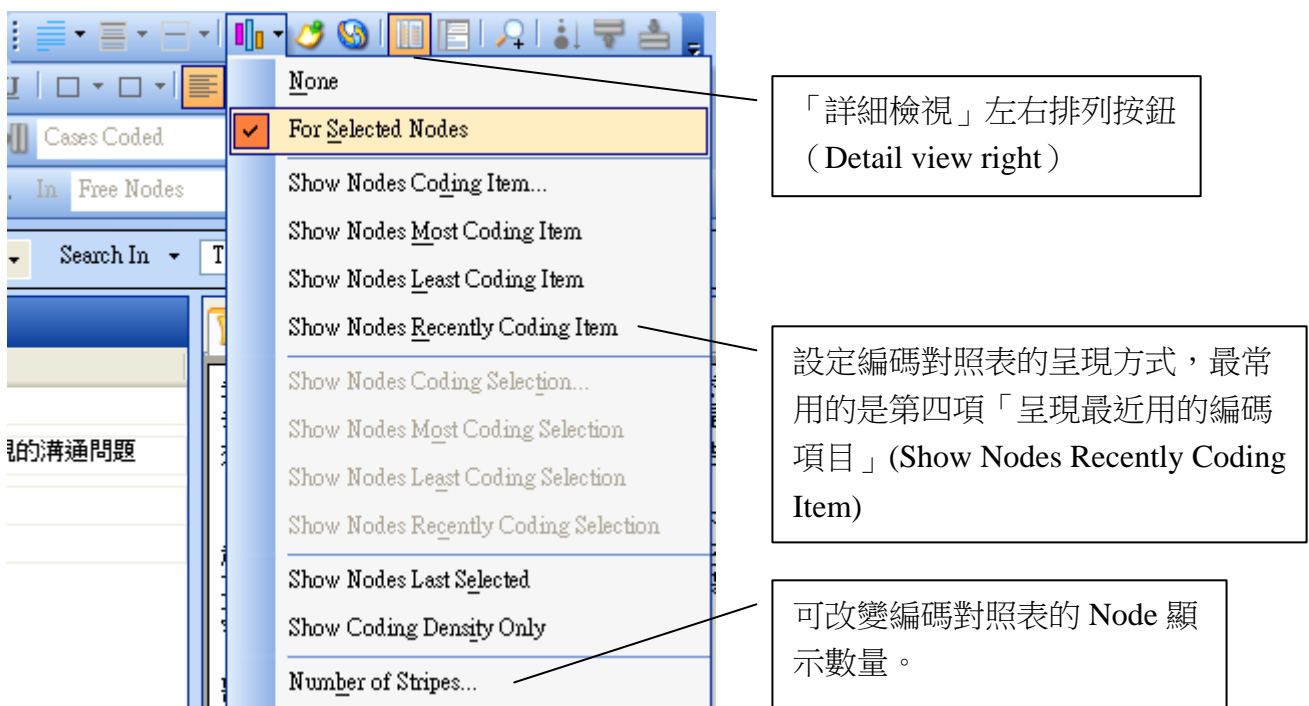 None
U
For Selected Nodes
Cases Coded
Show Nodes Coding Item...
In Free Nodes
Show Nodes Most Coding Item
Search In
T
Show Nodes Least Coding Item
Show Nodes Recently Coding Item
Show Nodes Coding Selection...
Show Nodes Most Coding Selection
的溝通問題
Show Nodes Least Coding Selection
Show Nodes Recently Coding Selection
Show Nodes Last Selected
Show Coding Density Only
Number of Stripes...
「詳細檢視」左右排列按鈕
（Detail view right）
設定編碼對照表的呈現方式，最常
用的是第四項「呈現最近用的編碼
項目」(Show Nodes Recently Coding
Item)
可改變編碼對照表的 Node 顯
示數量。